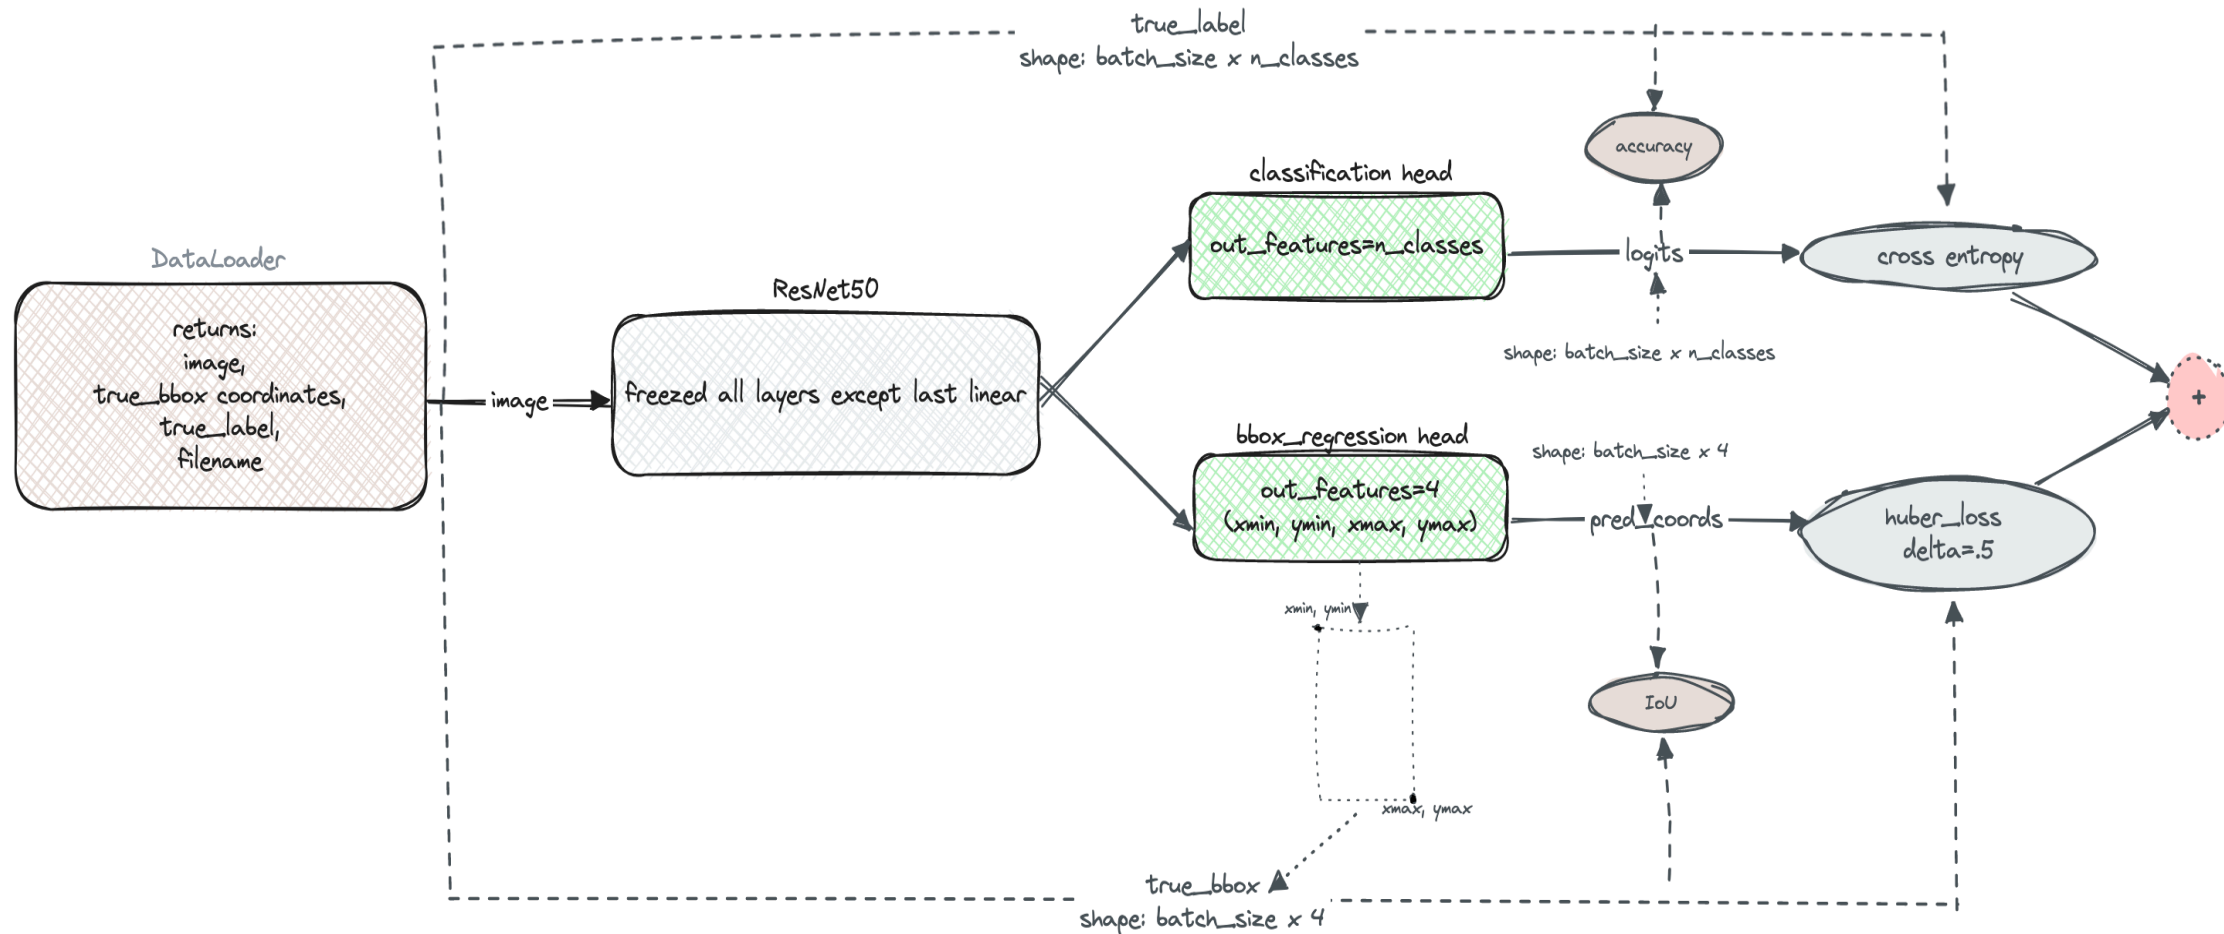 true_label
shape: batch_size x n_classes
accuracy
classification head
out_features=n_classes
logits
cross entropy
shape: batch_size x n_classes
DataLoader
returns:
image,
true_bbox coordinates,
true_label,
filename
image
ResNet50
freezed all layers except last linear
+
bbox_regression head
out_features=4
(xmin, ymin, xmax, ymax)
shape: batch_size x 4
pred_coords
huber_loss
delta=.5
xmin, ymin
xmax, ymax
IoU
true_bbox
shape: batch_size x 4